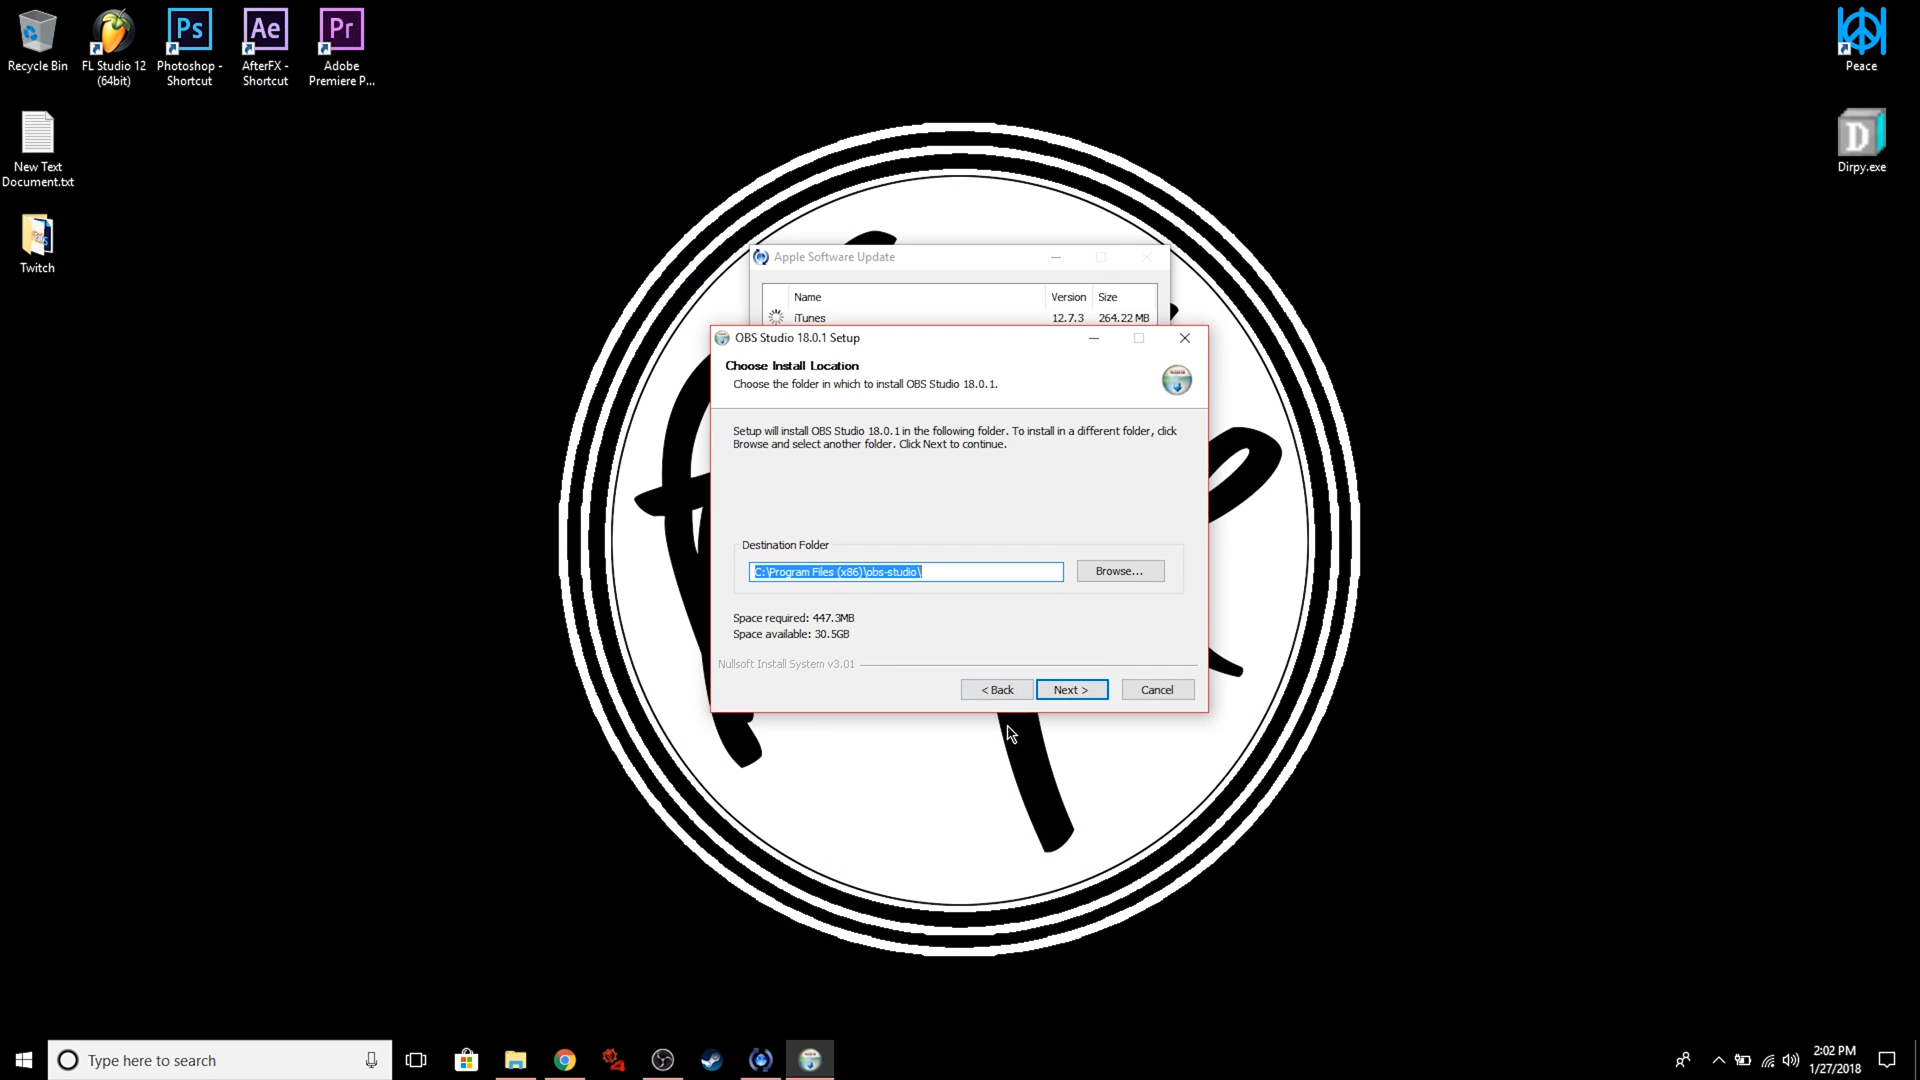 Recycle Bin
FL Studio 12
(64bit)
Ps
Photoshop -
Shortcut
Ae
AfterFX -
Shortcut
Pr
Adobe
Premiere P...
Peace
New Text
Document.txt
D
Dirpy.exe
Twitch
Apple Software Update
Name Version Size
iTunes 12.7.3 264.22 MB
OBS Studio 18.0.1 Setup
Choose Install Location
Choose the folder in which to install OBS Studio 18.0.1.
Setup will install OBS Studio 18.0.1 in the following folder. To install in a different folder, click
Browse and select another folder. Click Next to continue.
Destination Folder
C:\Program Files (x86)\obs-studio\
Browse...
Space required: 447.3MB
Space available: 30.5GB
Nullsoft Install System v3.01
< Back Next > Cancel
Type here to search
4
2:02 PM
1/27/2018